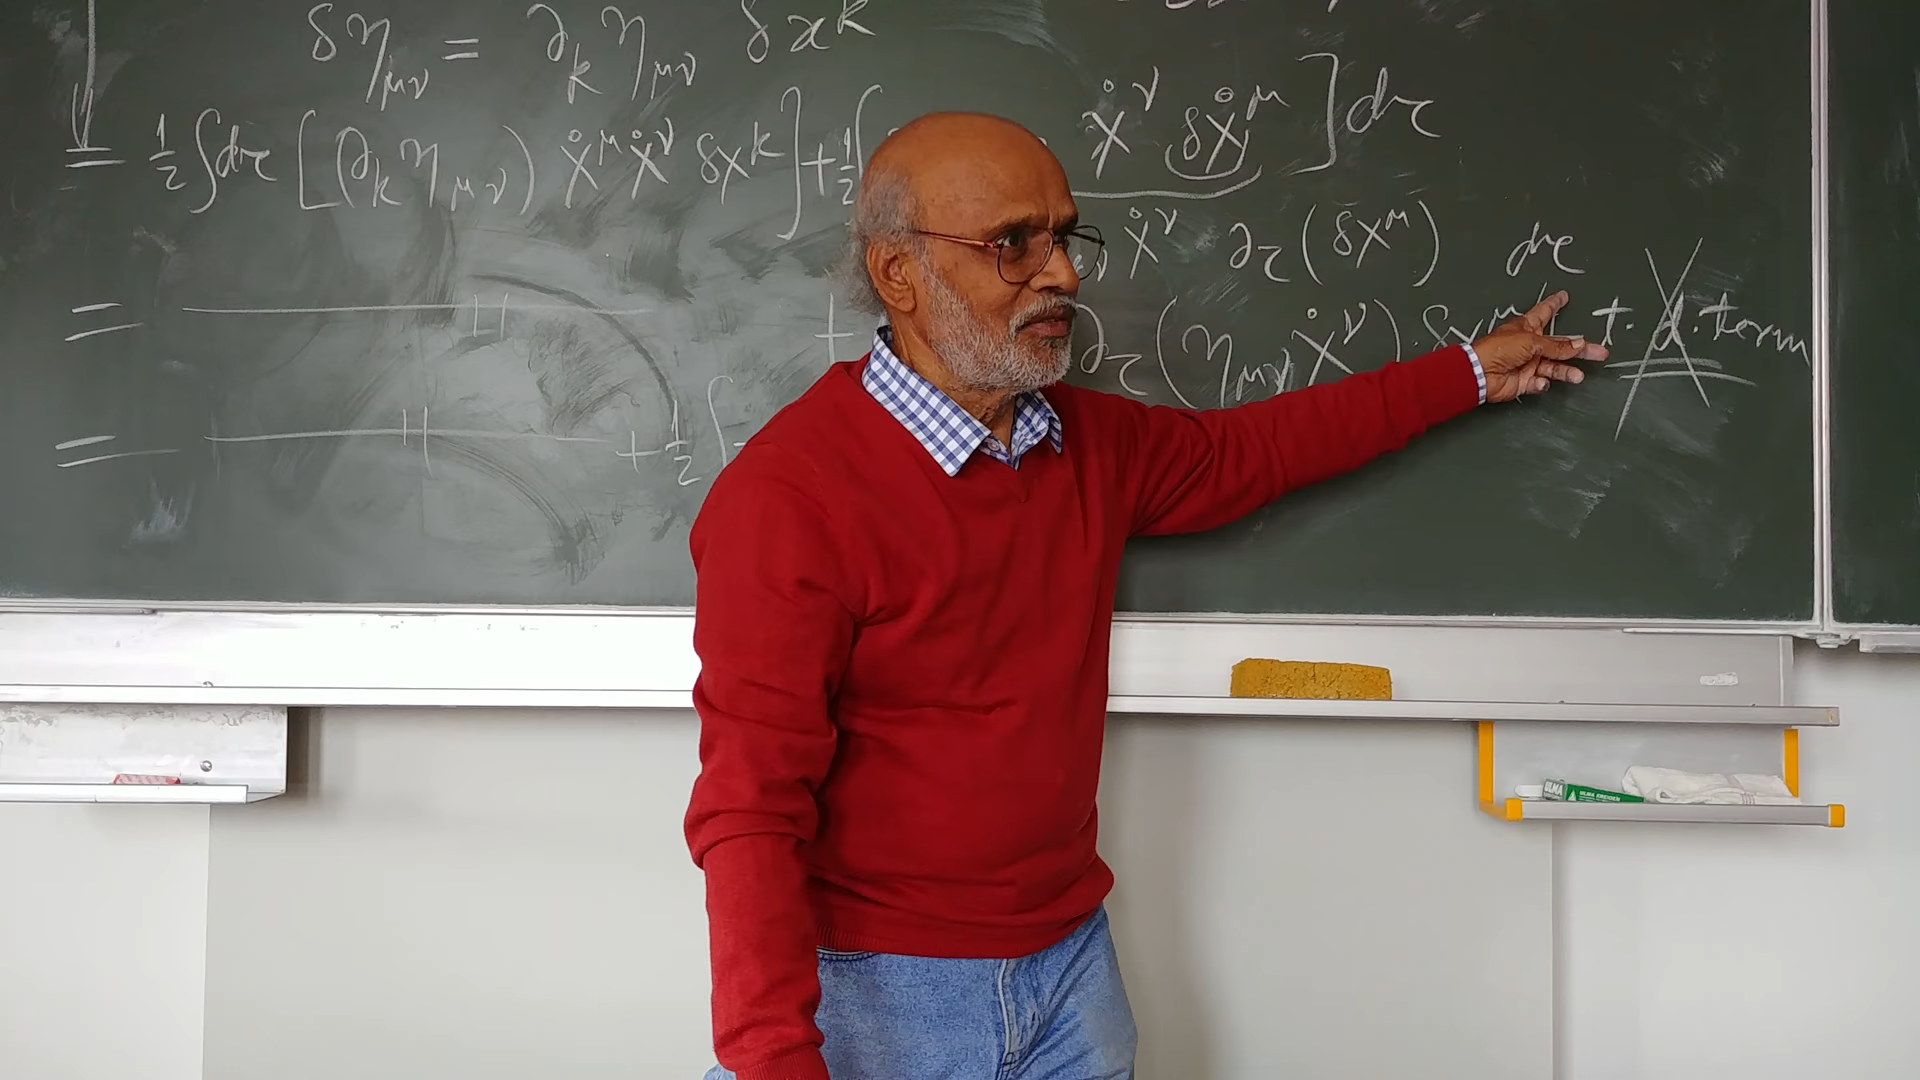 δη_{μν} = ∂_k η_{μν} δx^k
= ½ ∫dτ [(∂_k η_{μν}) Ẋ^μ Ẋ^ν δX^k] + ½ ∫ Ẋ^ν δẊ^μ ] dτ
Ẋ^ν ∂_τ (δX^μ) dτ
= ———〃——— + ∂_τ (η_{μν} Ẋ^ν) · δX^μ + t. d. term
= ———〃——— + ½ ∫
ULMA